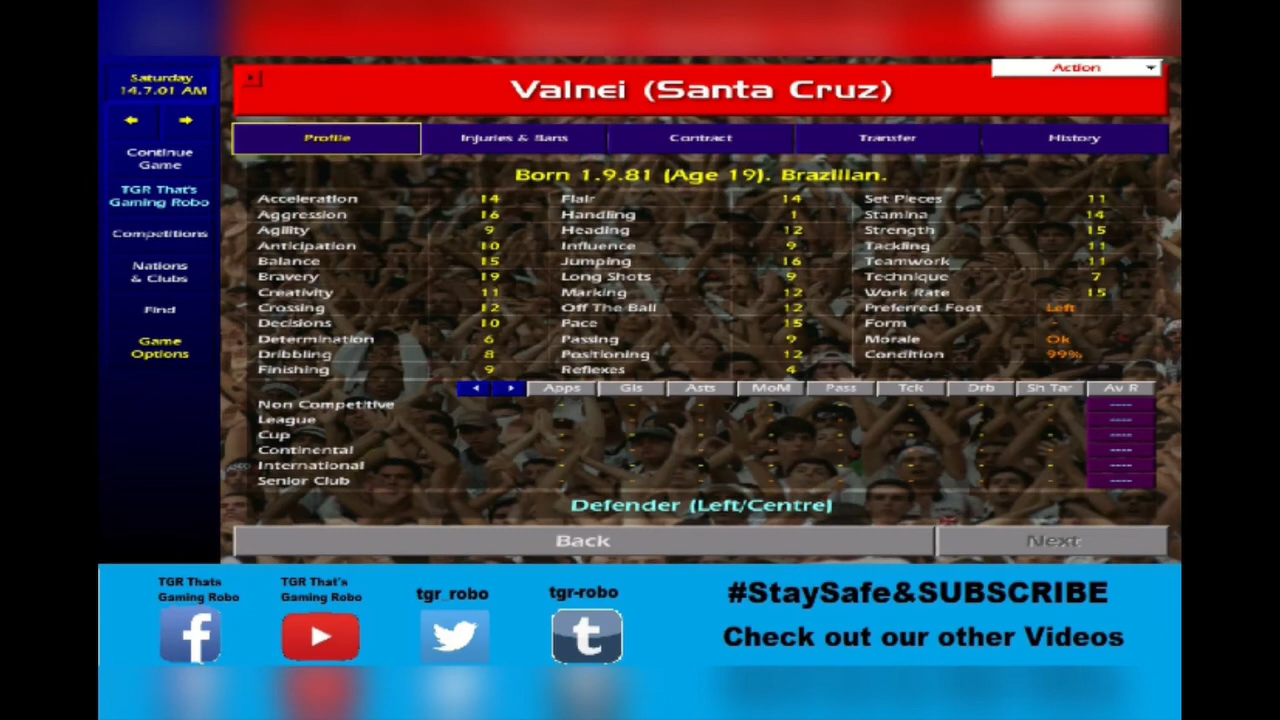 Saturday
14.7.01 AM
Continue
Game
TGR That's
Gaming Robo
Competitions
Nations
& Clubs
Find
Game
Options
Action
Valnei (Santa Cruz)
Profile Injuries & Bans Contract Transfer History
Born 1.9.81 (Age 19). Brazilian.
Acceleration 14 Flair 14 Set Pieces 11
Aggression 16 Handling 1 Stamina 14
Agility 9 Heading 12 Strength 15
Anticipation 10 Influence 9 Tackling 11
Balance 15 Jumping 16 Teamwork 11
Bravery 19 Long Shots 9 Technique 7
Creativity 11 Marking 12 Work Rate 15
Crossing 12 Off The Ball 12 Preferred Foot Left
Decisions 10 Pace 15 Form -
Determination 6 Passing 9 Morale Ok
Dribbling 8 Positioning 12 Condition 99%
Finishing 9 Reflexes 4
Apps Gls Asts MoM Pass Tck Drb Sh Tar Av R
Non Competitive - - - - - - - - ----
League - - - - - - - - ----
Cup - - - - - - - - ----
Continental - - - - - - - - ----
International - - - - - - - - ----
Senior Club - - - - - - - - ----
Defender (Left/Centre)
Back Next
TGR Thats
Gaming Robo
TGR That's
Gaming Robo
tgr_robo
tgr-robo
#StaySafe&SUBSCRIBE
Check out our other Videos